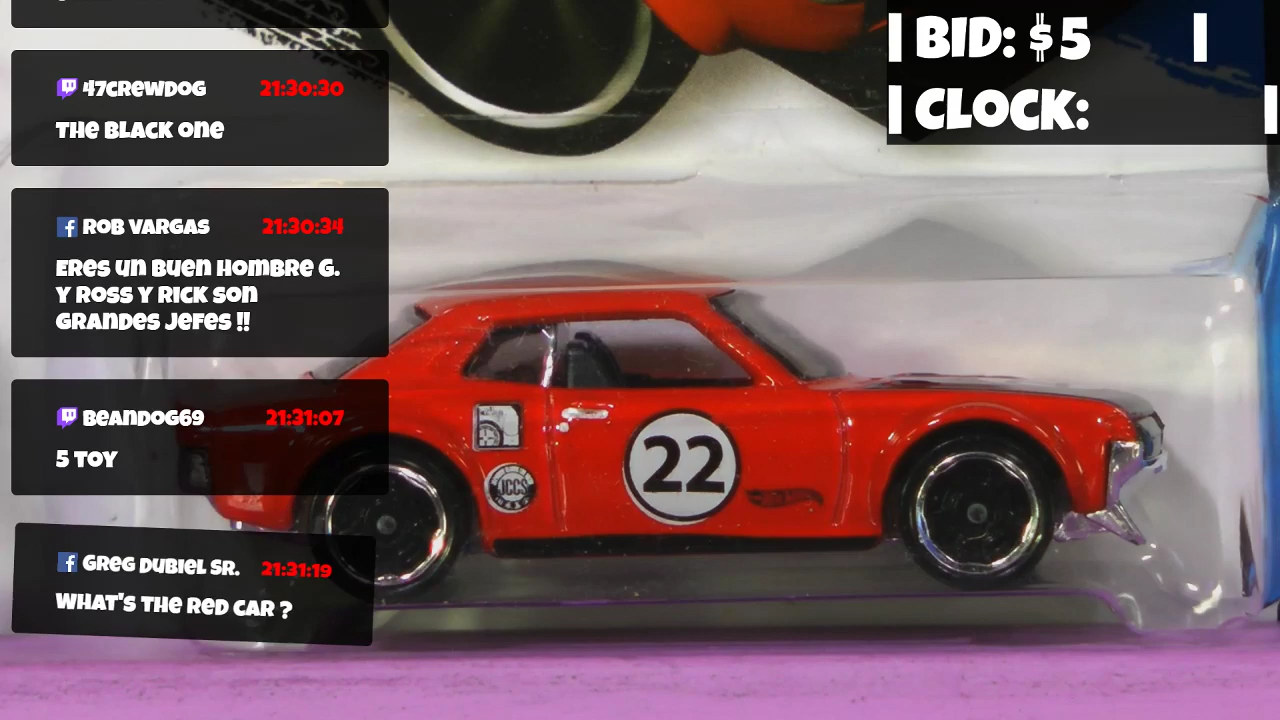 47CREWDOG 21:30:30
THE BLACK ONE
ROB VARGAS 21:30:34
ERES UN BUEN HOMBRE G.
Y ROSS Y RICK SON
GRANDES JEFES !!
BEANDOG69 21:31:07
5 TOY
GREG DUBIEL SR. 21:31:19
WHAT'S THE RED CAR ?
| BID: $5 |
| CLOCK: |
22
JCCS